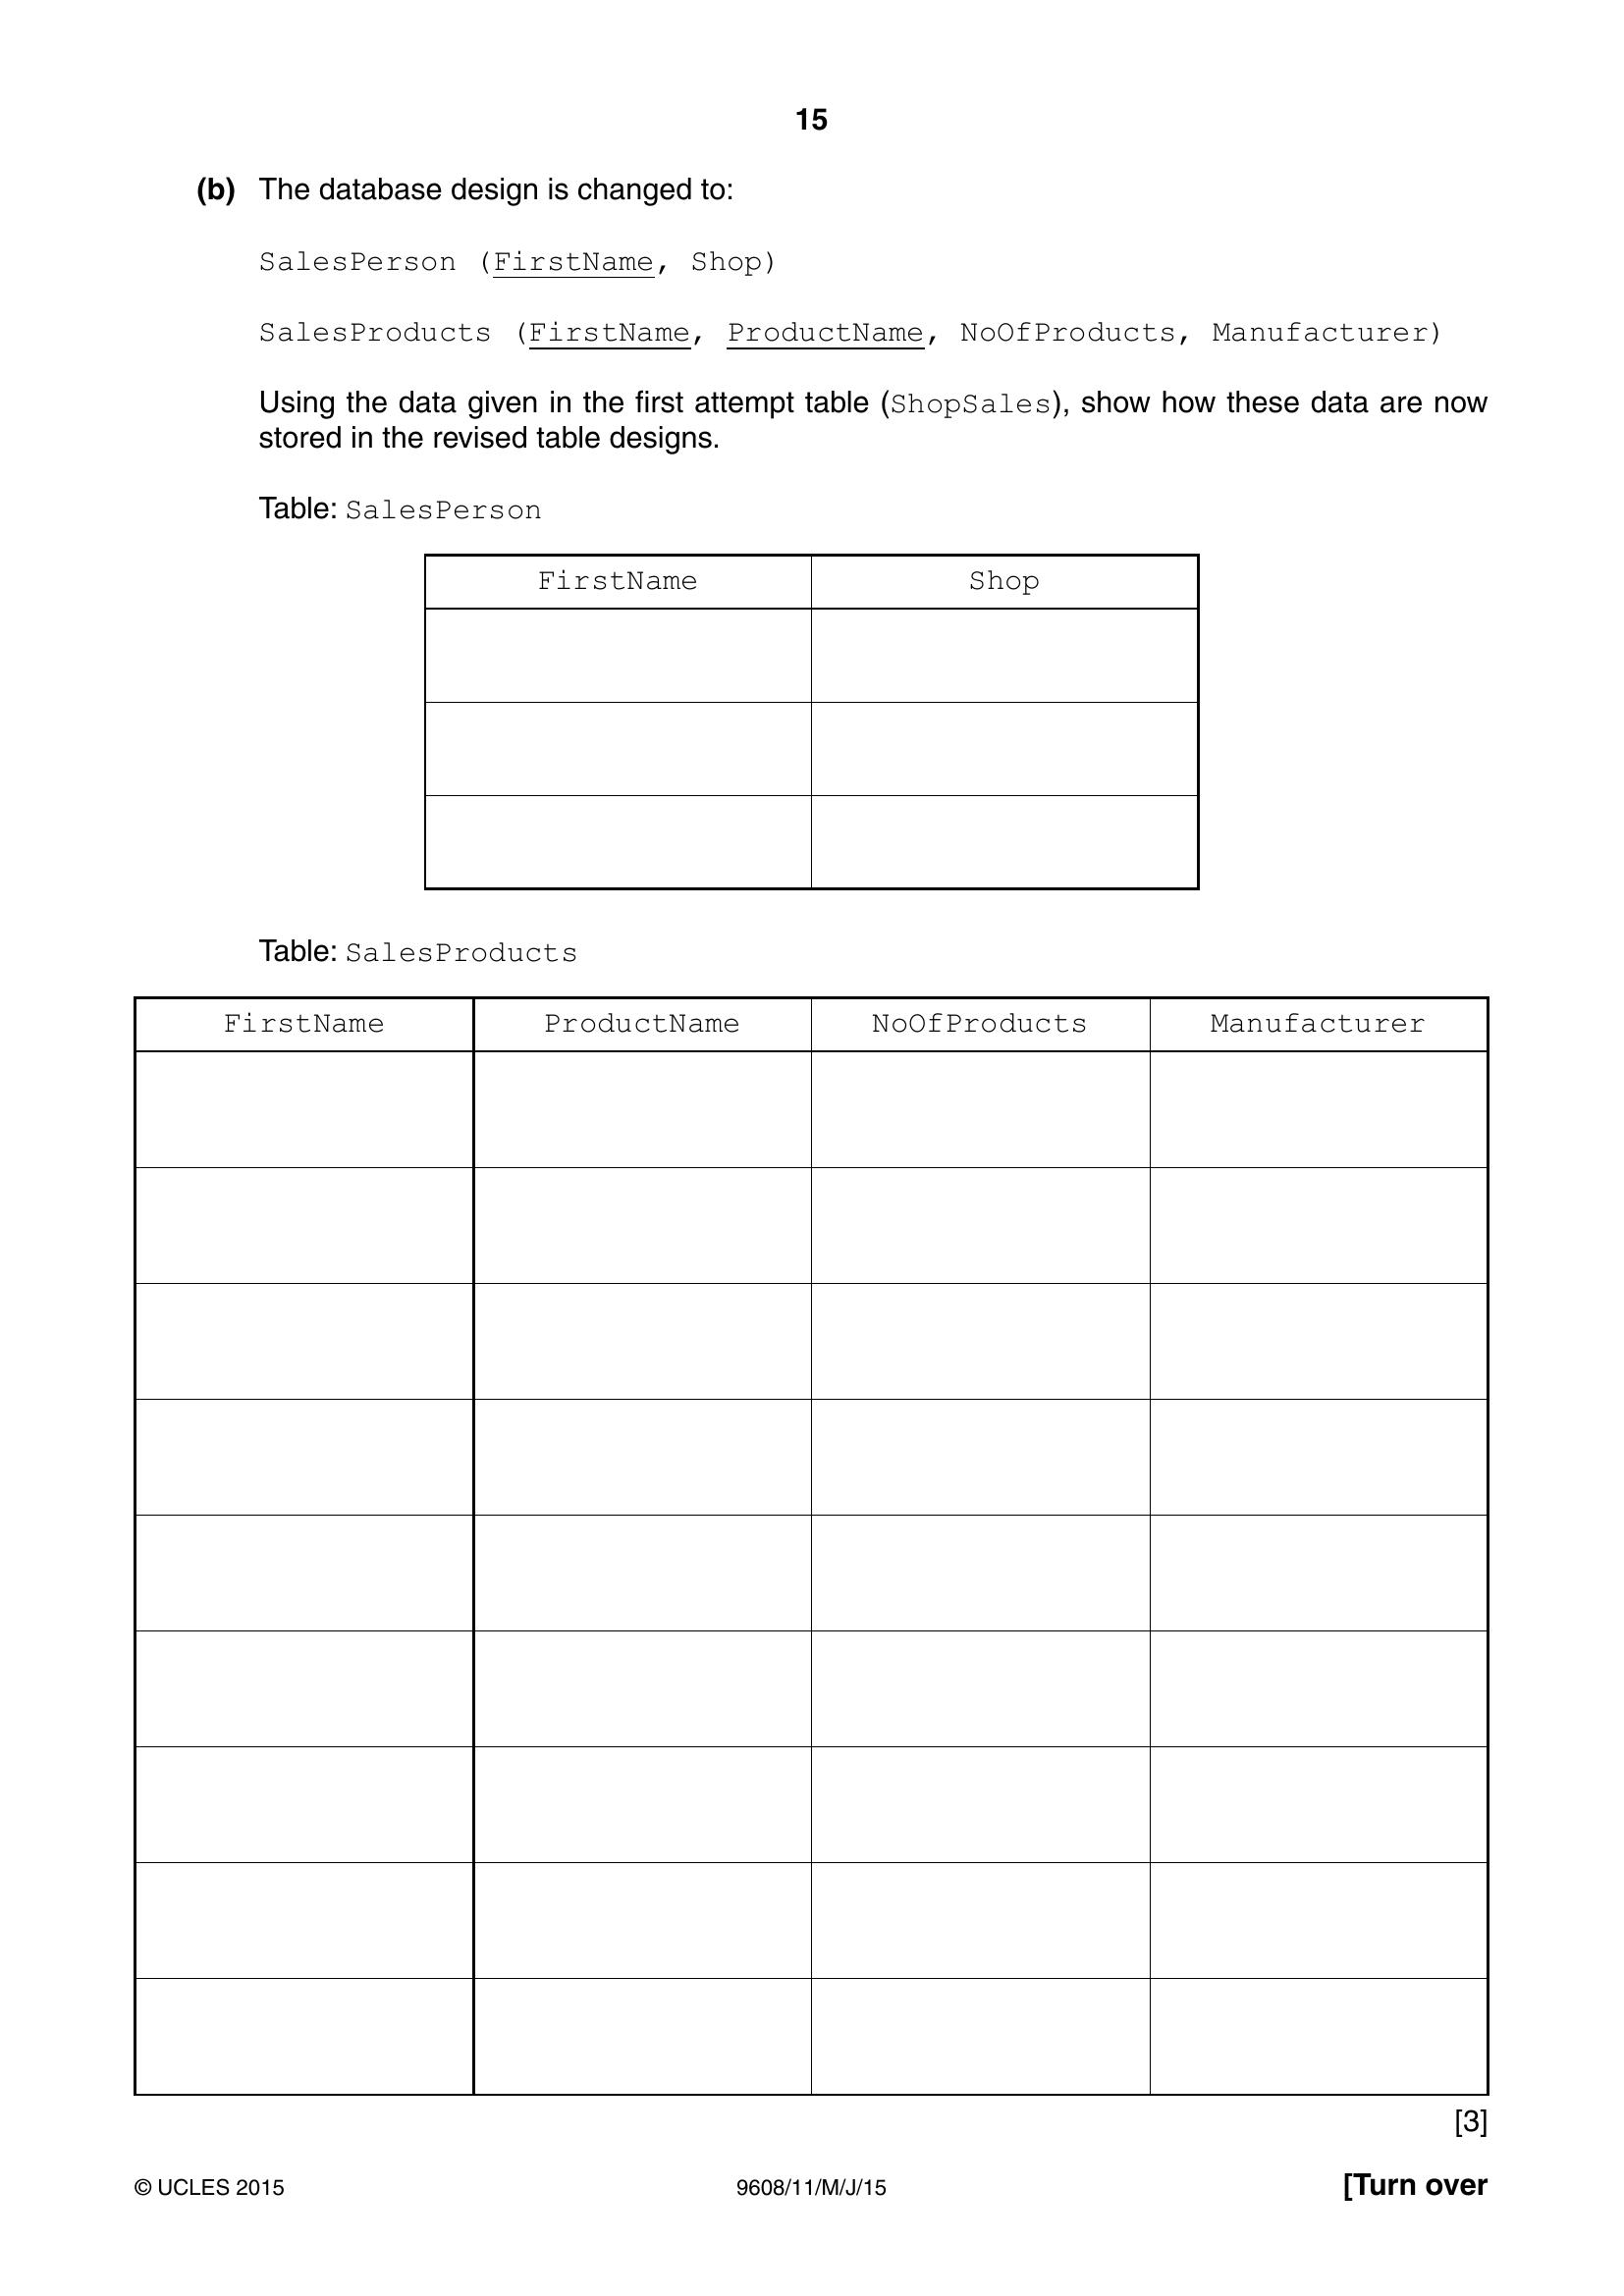 15
(b) The database design is changed to:
SalesPerson (FirstName, Shop)
SalesProducts (FirstName, ProductName, NoOfProducts, Manufacturer)
Using the data given in the first attempt table (ShopSales), show how these data are now
stored in the revised table designs.
Table: SalesPerson
FirstName Shop
Table: SalesProducts
FirstName ProductName NoOfProducts Manufacturer
[3]
© UCLES 2015 9608/11/M/J/15 [Turn over